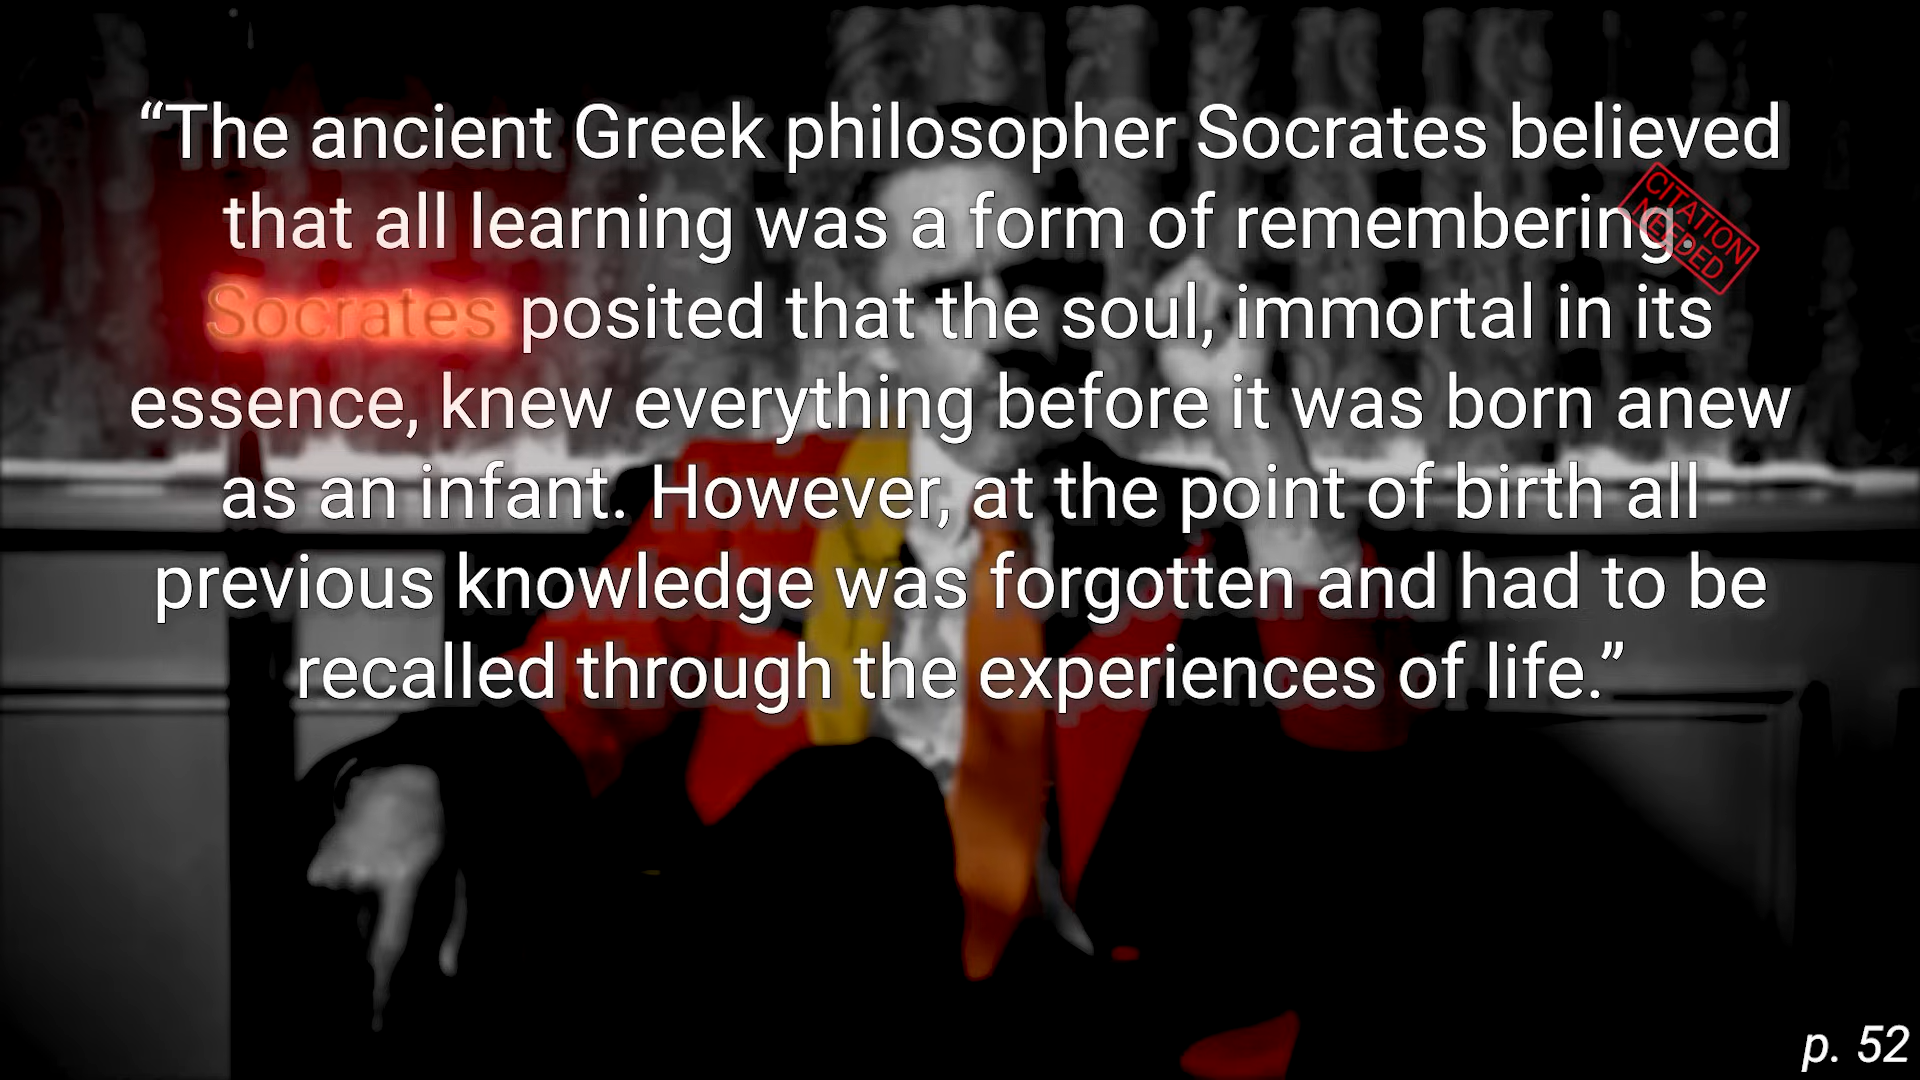 “The ancient Greek philosopher Socrates believed
that all learning was a form of remembering.
CITATION
NEEDED
Socrates posited that the soul, immortal in its
essence, knew everything before it was born anew
as an infant. However, at the point of birth all
previous knowledge was forgotten and had to be
recalled through the experiences of life.”
p. 52